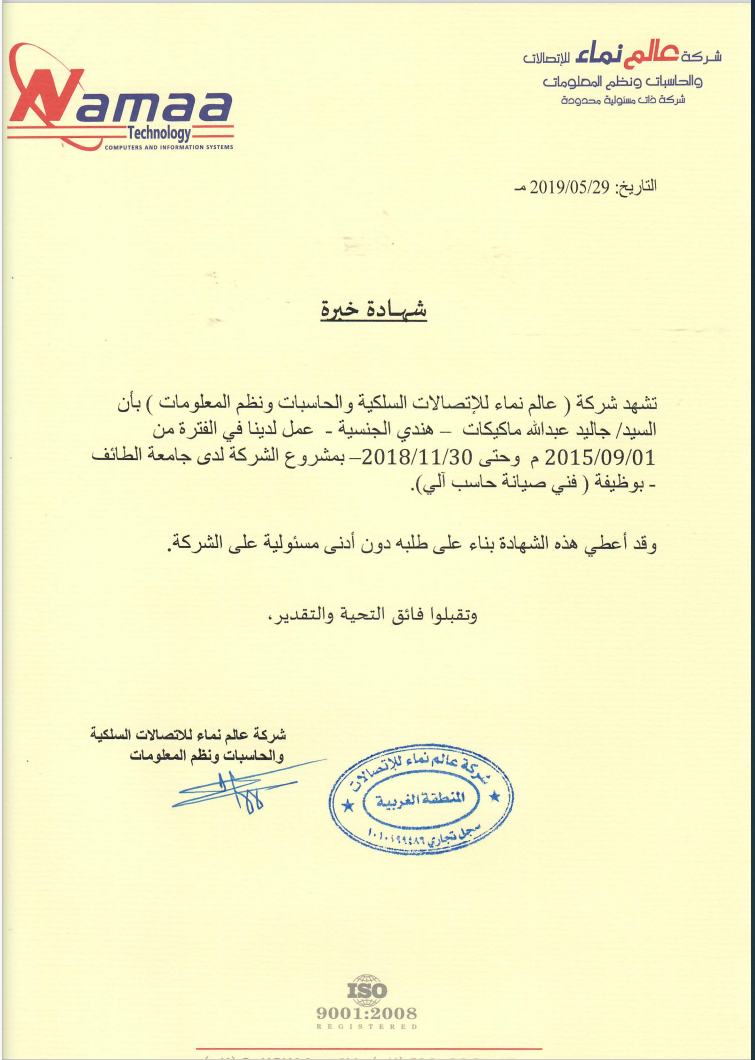 Namaa
Technology
COMPUTERS AND INFORMATION SYSTEMS
شركة عالم نماء للإتصالات
والحاسبات ونظم المعلومات
شركة ذات مسئولية محدودة
التاريخ: 2019/05/29 مـ
شهـادة خبرة
تشهد شركة ( عالم نماء للإتصالات السلكية والحاسبات ونظم المعلومات ) بأن
السيد/ جاليد عبدالله ماكيكات – هندي الجنسية - عمل لدينا في الفترة من
2015/09/01 م وحتى 2018/11/30– بمشروع الشركة لدى جامعة الطائف
- بوظيفة ( فني صيانة حاسب آلي).
وقد أعطي هذه الشهادة بناء على طلبه دون أدنى مسئولية على الشركة.
وتقبلوا فائق التحية والتقدير،
شركة عالم نماء للاتصالات السلكية
والحاسبات ونظم المعلومات
شركة عالم نماء للإتصالات
المنطقة الغربية
سجل تجاري ١٠١٠١٩٩٤٨٦
ISO
9001:2008
REGISTERED